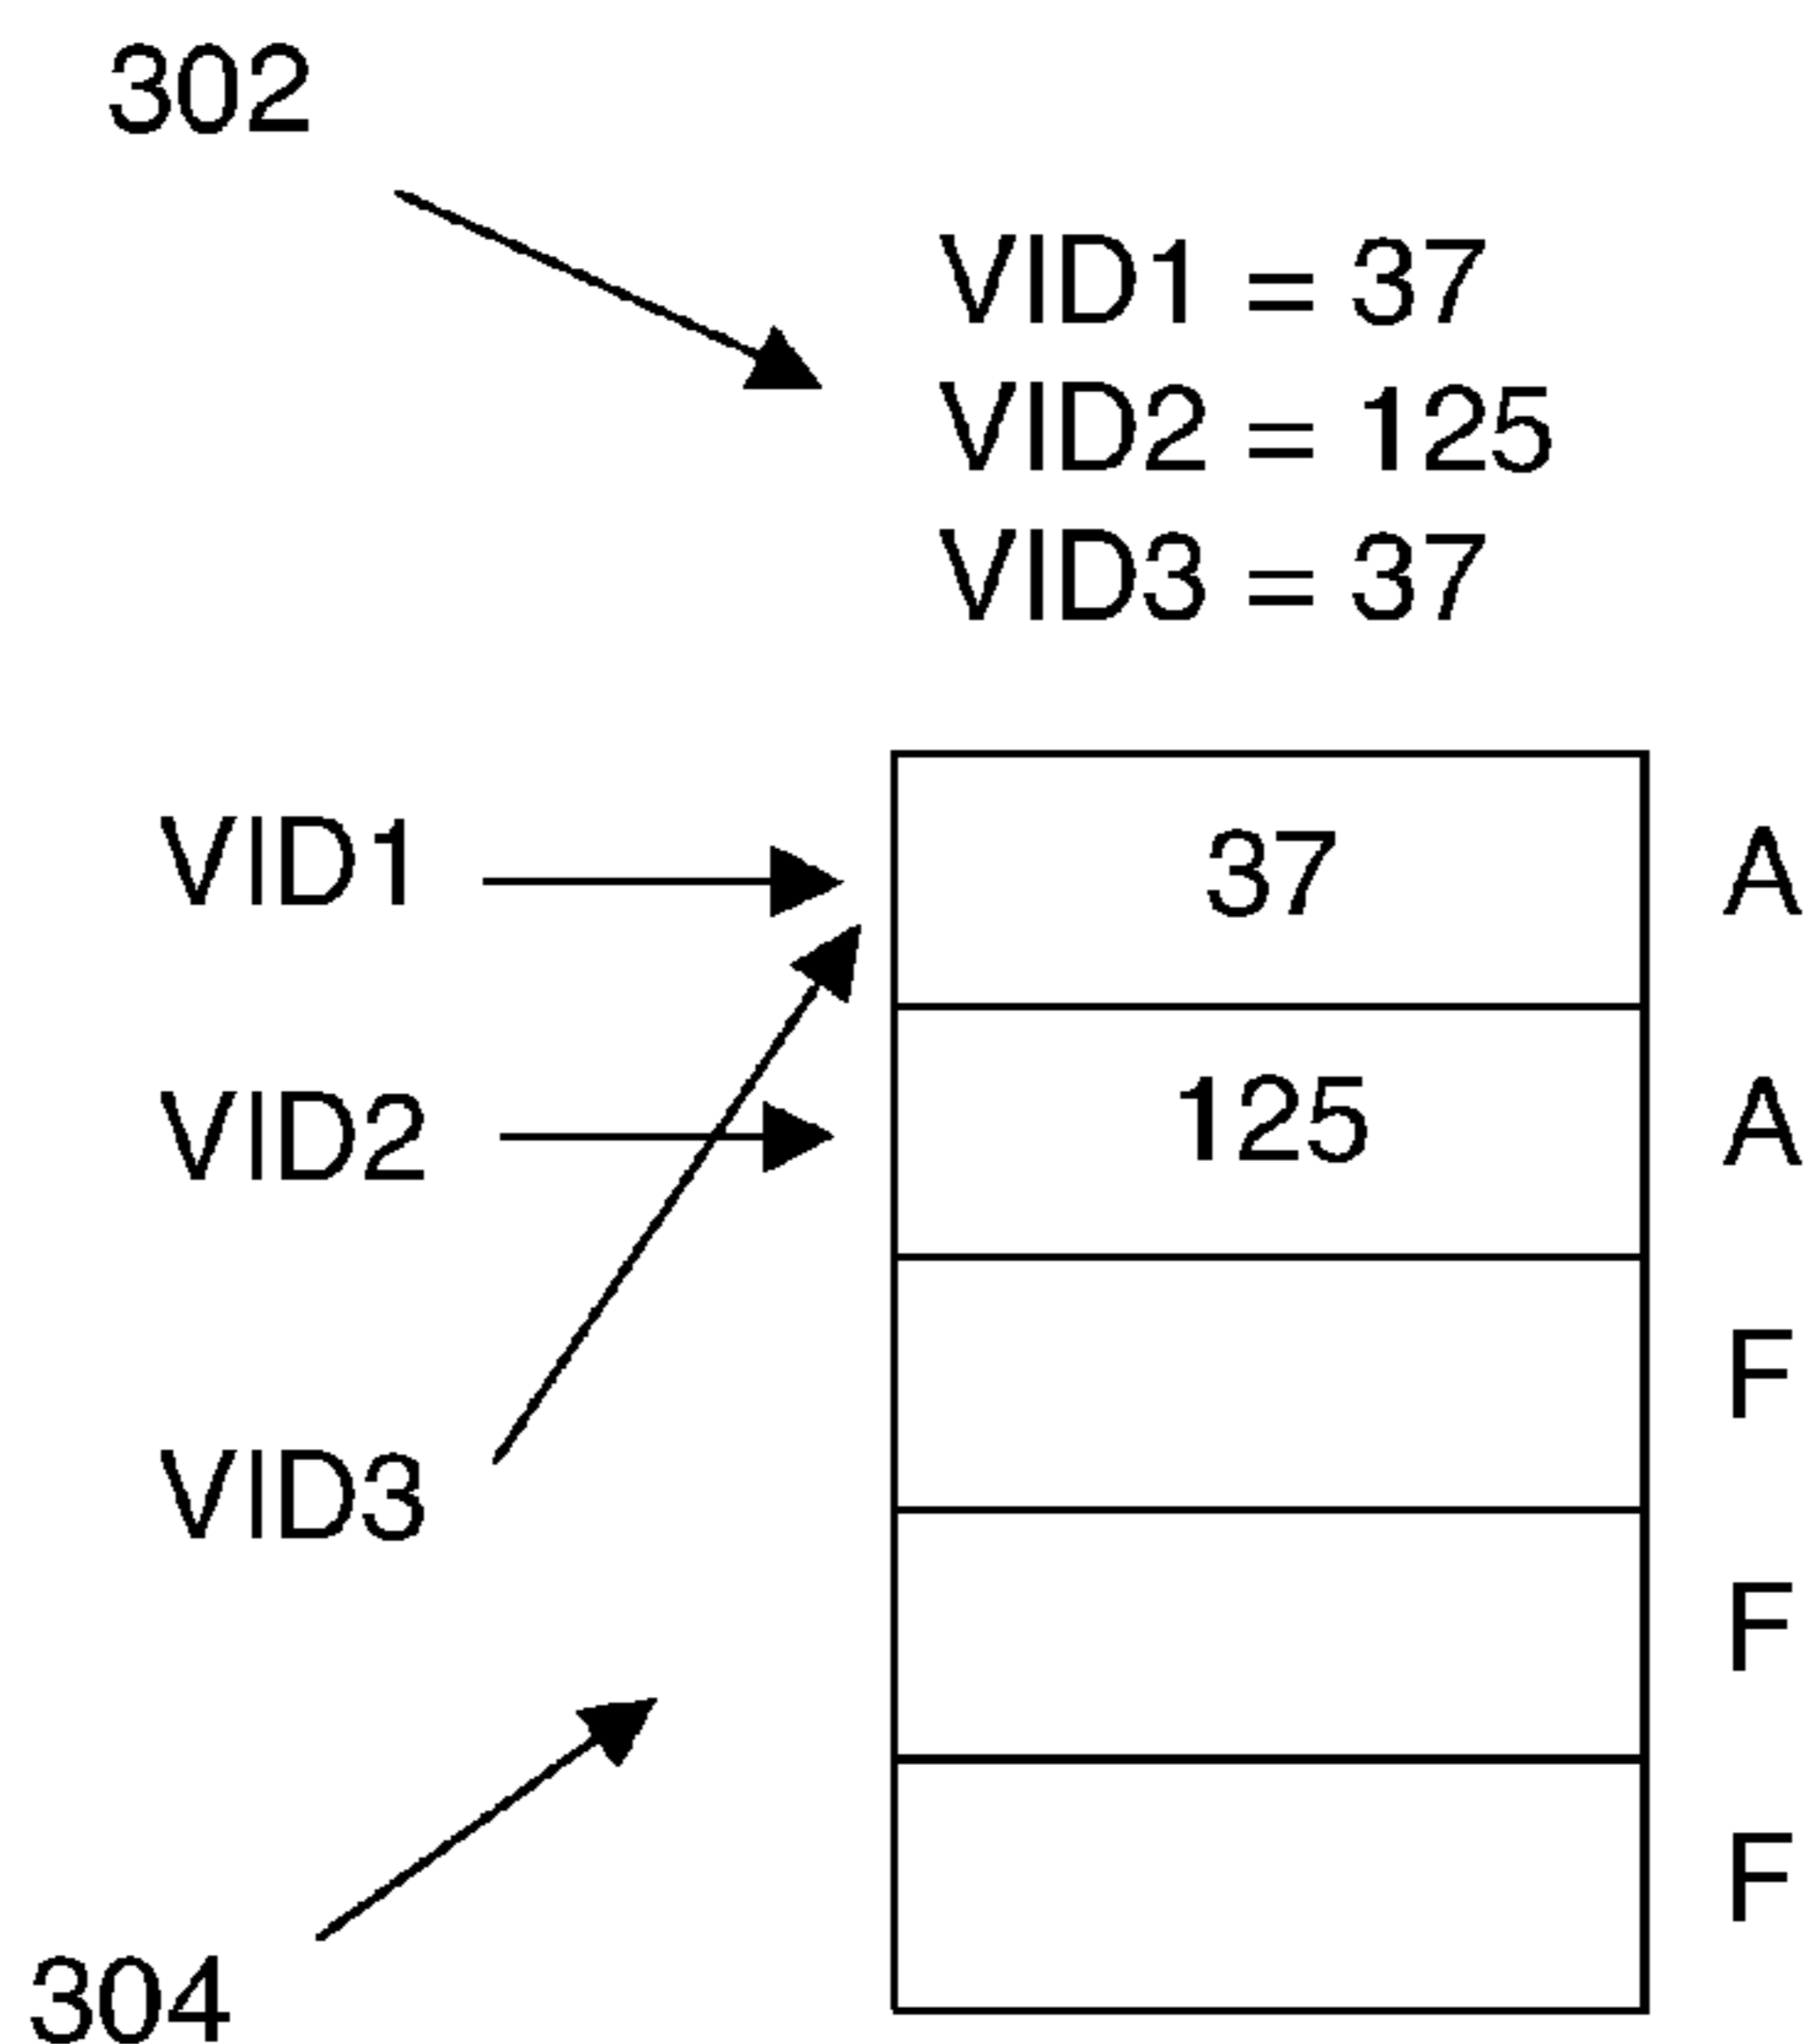 302
VID1 = 37
VID2 = 125
VID3 = 37
VID1 37 A
VID2 125 A
F
VID3
F
F
304